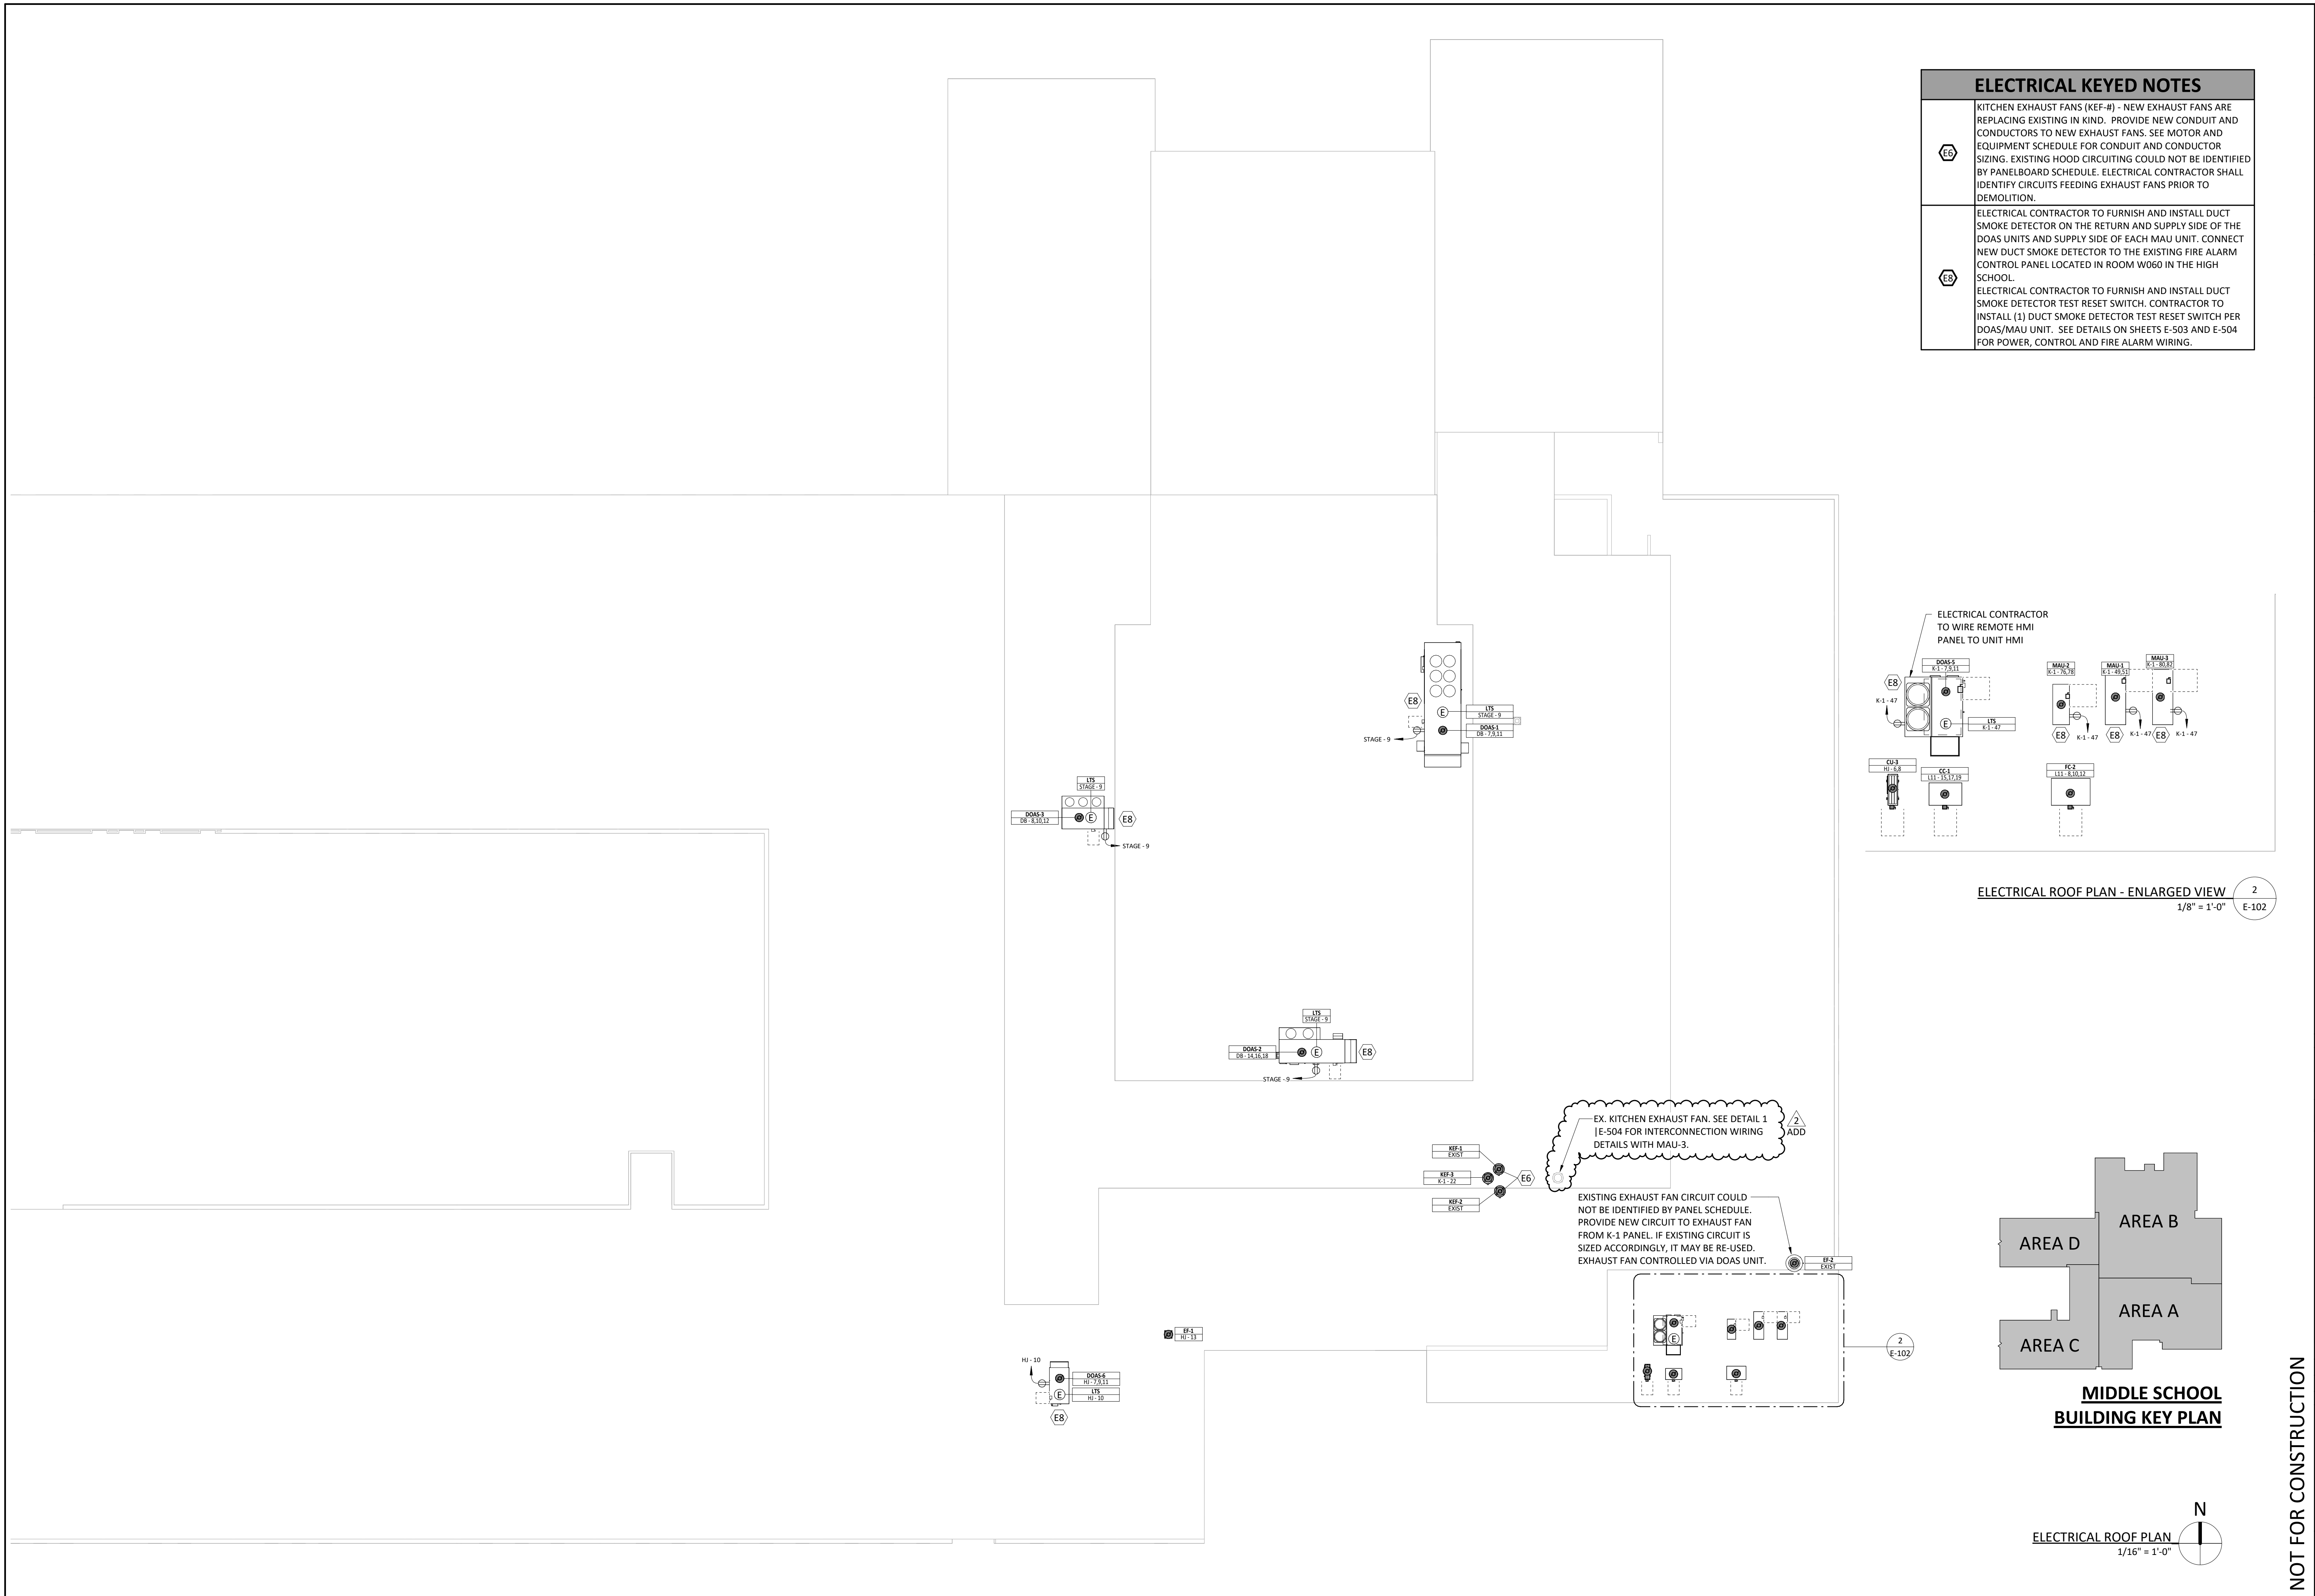 ELECTRICAL KEYED NOTES
E6
KITCHEN EXHAUST FANS (KEF-#) - NEW EXHAUST FANS ARE
REPLACING EXISTING IN KIND. PROVIDE NEW CONDUIT AND
CONDUCTORS TO NEW EXHAUST FANS. SEE MOTOR AND
EQUIPMENT SCHEDULE FOR CONDUIT AND CONDUCTOR
SIZING. EXISTING HOOD CIRCUITING COULD NOT BE IDENTIFIED
BY PANELBOARD SCHEDULE. ELECTRICAL CONTRACTOR SHALL
IDENTIFY CIRCUITS FEEDING EXHAUST FANS PRIOR TO
DEMOLITION.
E8
ELECTRICAL CONTRACTOR TO FURNISH AND INSTALL DUCT
SMOKE DETECTOR ON THE RETURN AND SUPPLY SIDE OF THE
DOAS UNITS AND SUPPLY SIDE OF EACH MAU UNIT. CONNECT
NEW DUCT SMOKE DETECTOR TO THE EXISTING FIRE ALARM
CONTROL PANEL LOCATED IN ROOM W060 IN THE HIGH
SCHOOL.
ELECTRICAL CONTRACTOR TO FURNISH AND INSTALL DUCT
SMOKE DETECTOR TEST RESET SWITCH. CONTRACTOR TO
INSTALL (1) DUCT SMOKE DETECTOR TEST RESET SWITCH PER
DOAS/MAU UNIT. SEE DETAILS ON SHEETS E-503 AND E-504
FOR POWER, CONTROL AND FIRE ALARM WIRING.
ELECTRICAL CONTRACTOR
TO WIRE REMOTE HMI
PANEL TO UNIT HMI
DOAS-5
K-1 - 7,9,11
E8
K-1 - 47
E
LTS
K-1 - 47
MAU-2
K-1 - 76,78
MAU-1
K-1 - 49,51
MAU-3
K-1 - 80,82
E8
K-1 - 47
E8
K-1 - 47
E8
K-1 - 47
CU-3
HJ - 6,8
CC-1
L11 - 15,17,19
FC-2
L11 - 8,10,12
ELECTRICAL ROOF PLAN - ENLARGED VIEW
1/8" = 1'-0"
2
E-102
E8
E
LTS
STAGE - 9
DOAS-1
DB - 7,9,11
STAGE - 9
LTS
STAGE - 9
DOAS-3
DB - 8,10,12
E
E8
STAGE - 9
LTS
STAGE - 9
DOAS-2
DB - 14,16,18
E
E8
STAGE - 9
EX. KITCHEN EXHAUST FAN. SEE DETAIL 1
|E-504 FOR INTERCONNECTION WIRING
DETAILS WITH MAU-3.
2
ADD
KEF-1
EXIST
KEF-3
K-1 - 22
KEF-2
EXIST
E6
EXISTING EXHAUST FAN CIRCUIT COULD
NOT BE IDENTIFIED BY PANEL SCHEDULE.
PROVIDE NEW CIRCUIT TO EXHAUST FAN
FROM K-1 PANEL. IF EXISTING CIRCUIT IS
SIZED ACCORDINGLY, IT MAY BE RE-USED.
EXHAUST FAN CONTROLLED VIA DOAS UNIT.
EF-2
EXIST
E
2
E-102
EF-1
HJ - 13
HJ - 10
DOAS-6
HJ - 7,9,11
E
LTS
HJ - 10
E8
AREA B
AREA D
AREA A
AREA C
MIDDLE SCHOOL
BUILDING KEY PLAN
N
ELECTRICAL ROOF PLAN
1/16" = 1'-0"
NOT FOR CONSTRUCTION